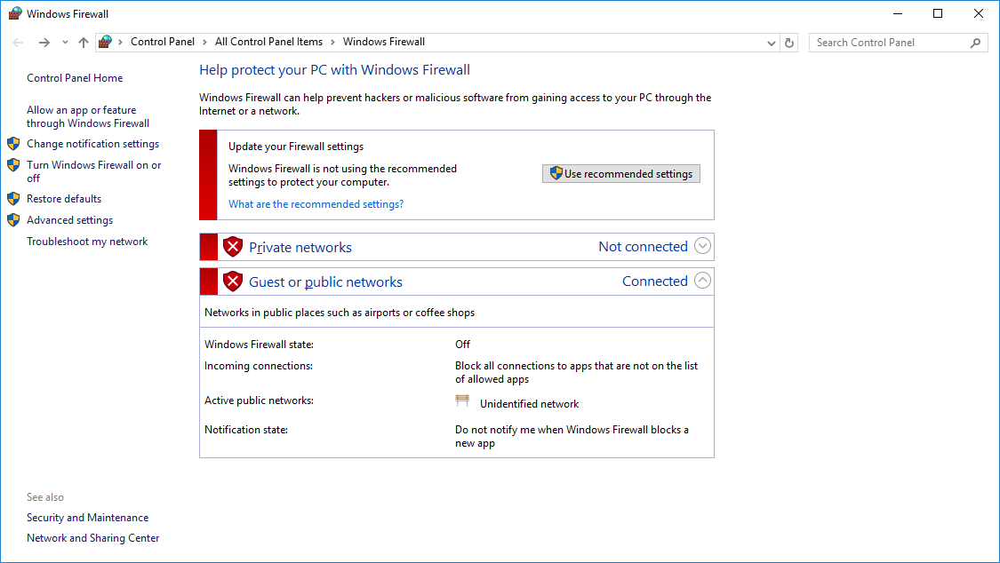 Windows Firewall
Control Panel > All Control Panel Items > Windows Firewall
Search Control Panel
Control Panel Home
Allow an app or feature
through Windows Firewall
Change notification settings
Turn Windows Firewall on or
off
Restore defaults
Advanced settings
Troubleshoot my network
See also
Security and Maintenance
Network and Sharing Center
Help protect your PC with Windows Firewall
Windows Firewall can help prevent hackers or malicious software from gaining access to your PC through the
Internet or a network.
Update your Firewall settings
Windows Firewall is not using the recommended
settings to protect your computer.
Use recommended settings
What are the recommended settings?
Private networks Not connected
Guest or public networks Connected
Networks in public places such as airports or coffee shops
Windows Firewall state: Off
Incoming connections: Block all connections to apps that are not on the list
of allowed apps
Active public networks: Unidentified network
Notification state: Do not notify me when Windows Firewall blocks a
new app